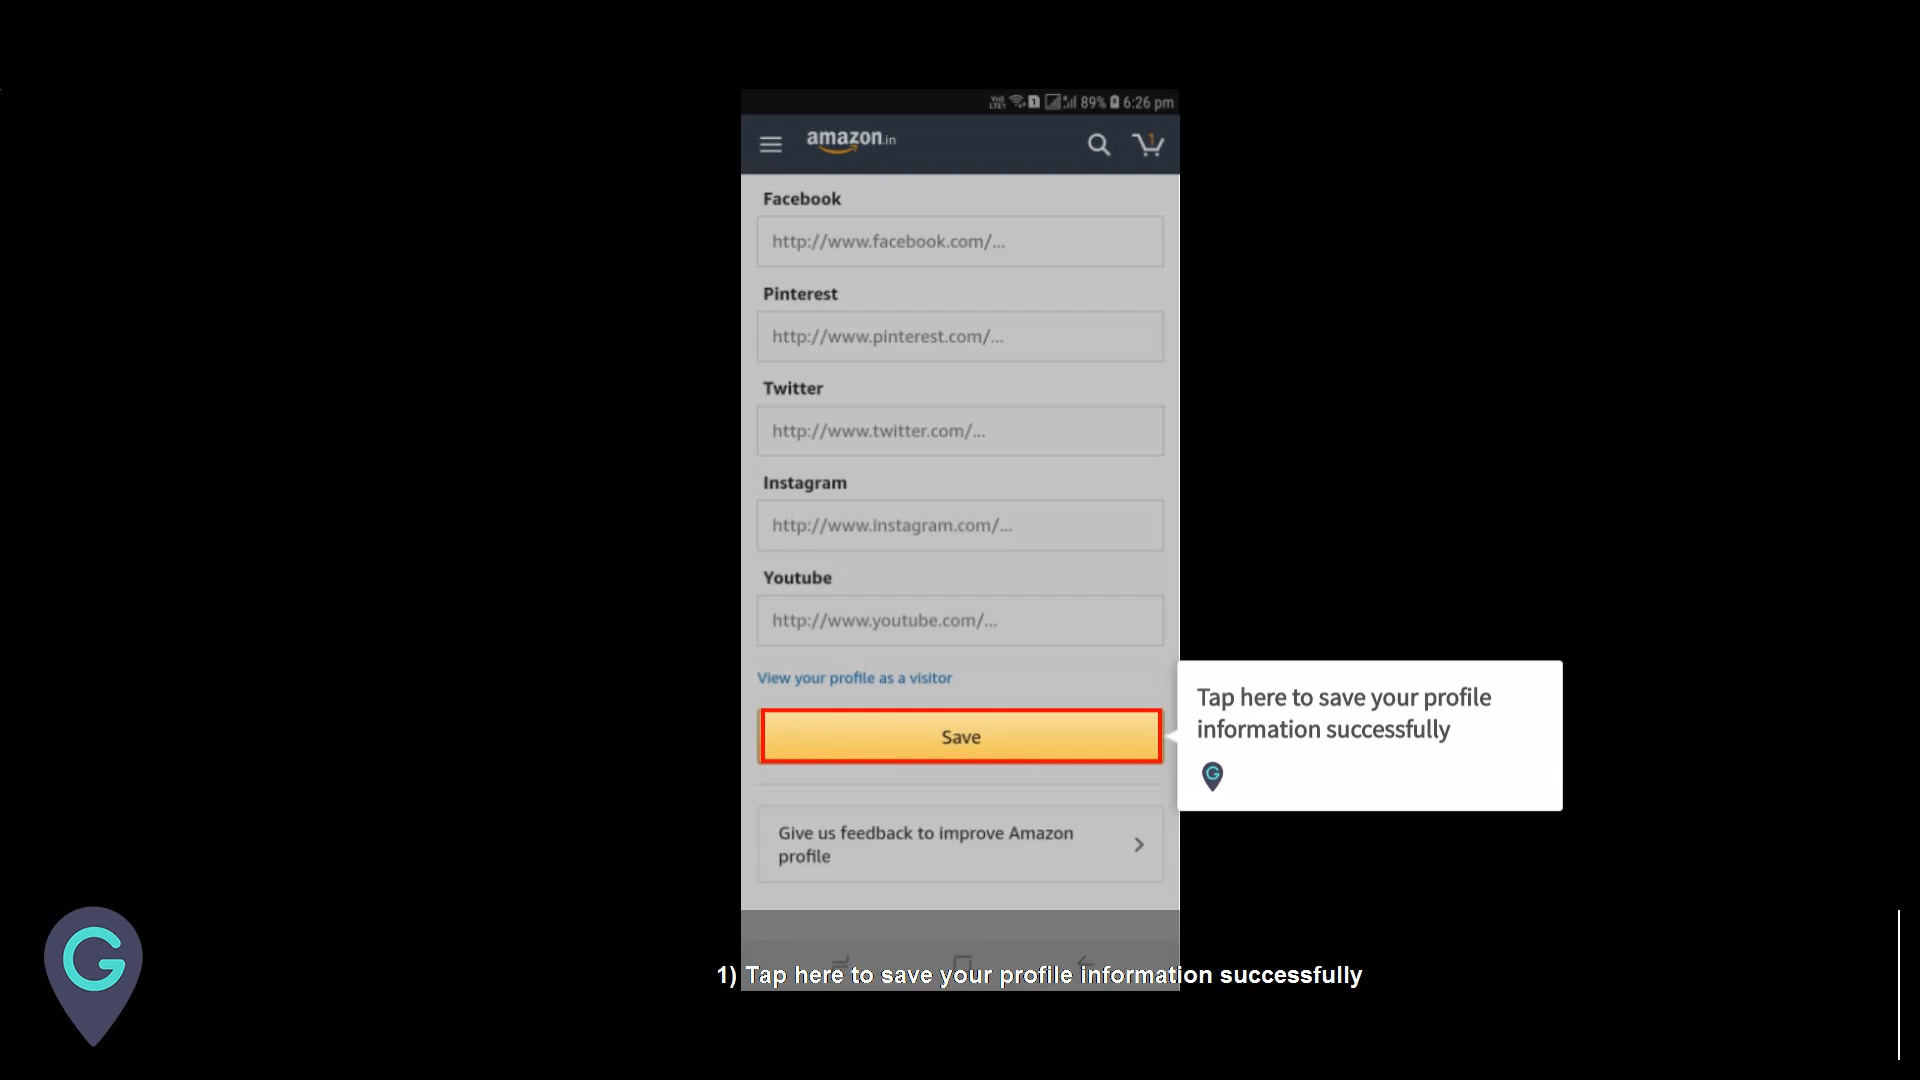 89% 6:26 pm
amazon.in
1
Facebook
http://www.facebook.com/...
Pinterest
http://www.pinterest.com/...
Twitter
http://www.twitter.com/...
Instagram
http://www.instagram.com/...
Youtube
http://www.youtube.com/...
View your profile as a visitor
Save
Tap here to save your profile
information successfully
G
Give us feedback to improve Amazon
profile
G
1) Tap here to save your profile information successfully